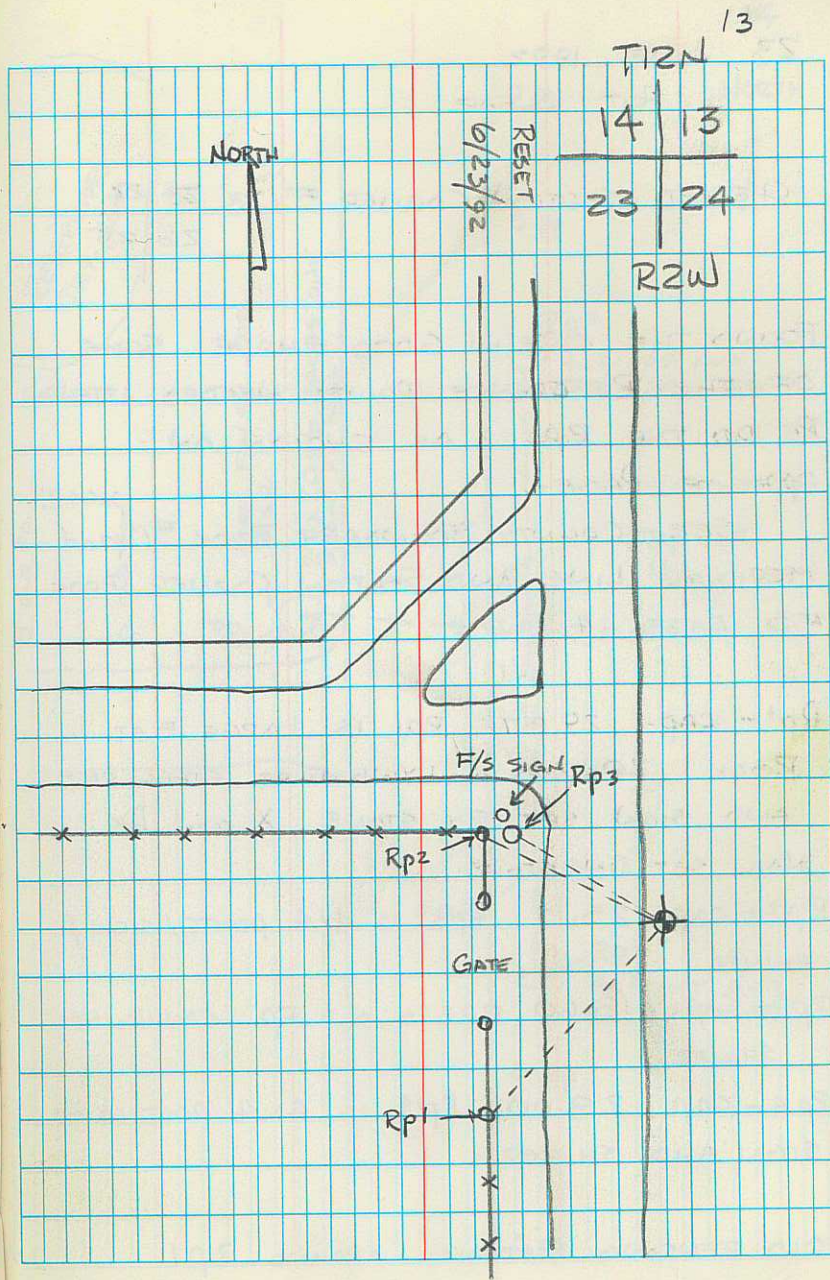 13
T12N
14 13
23 24
R2W
NORTH
RESET
6/23/92
F/S SIGN
Rp3
Rp2
GATE
Rp1